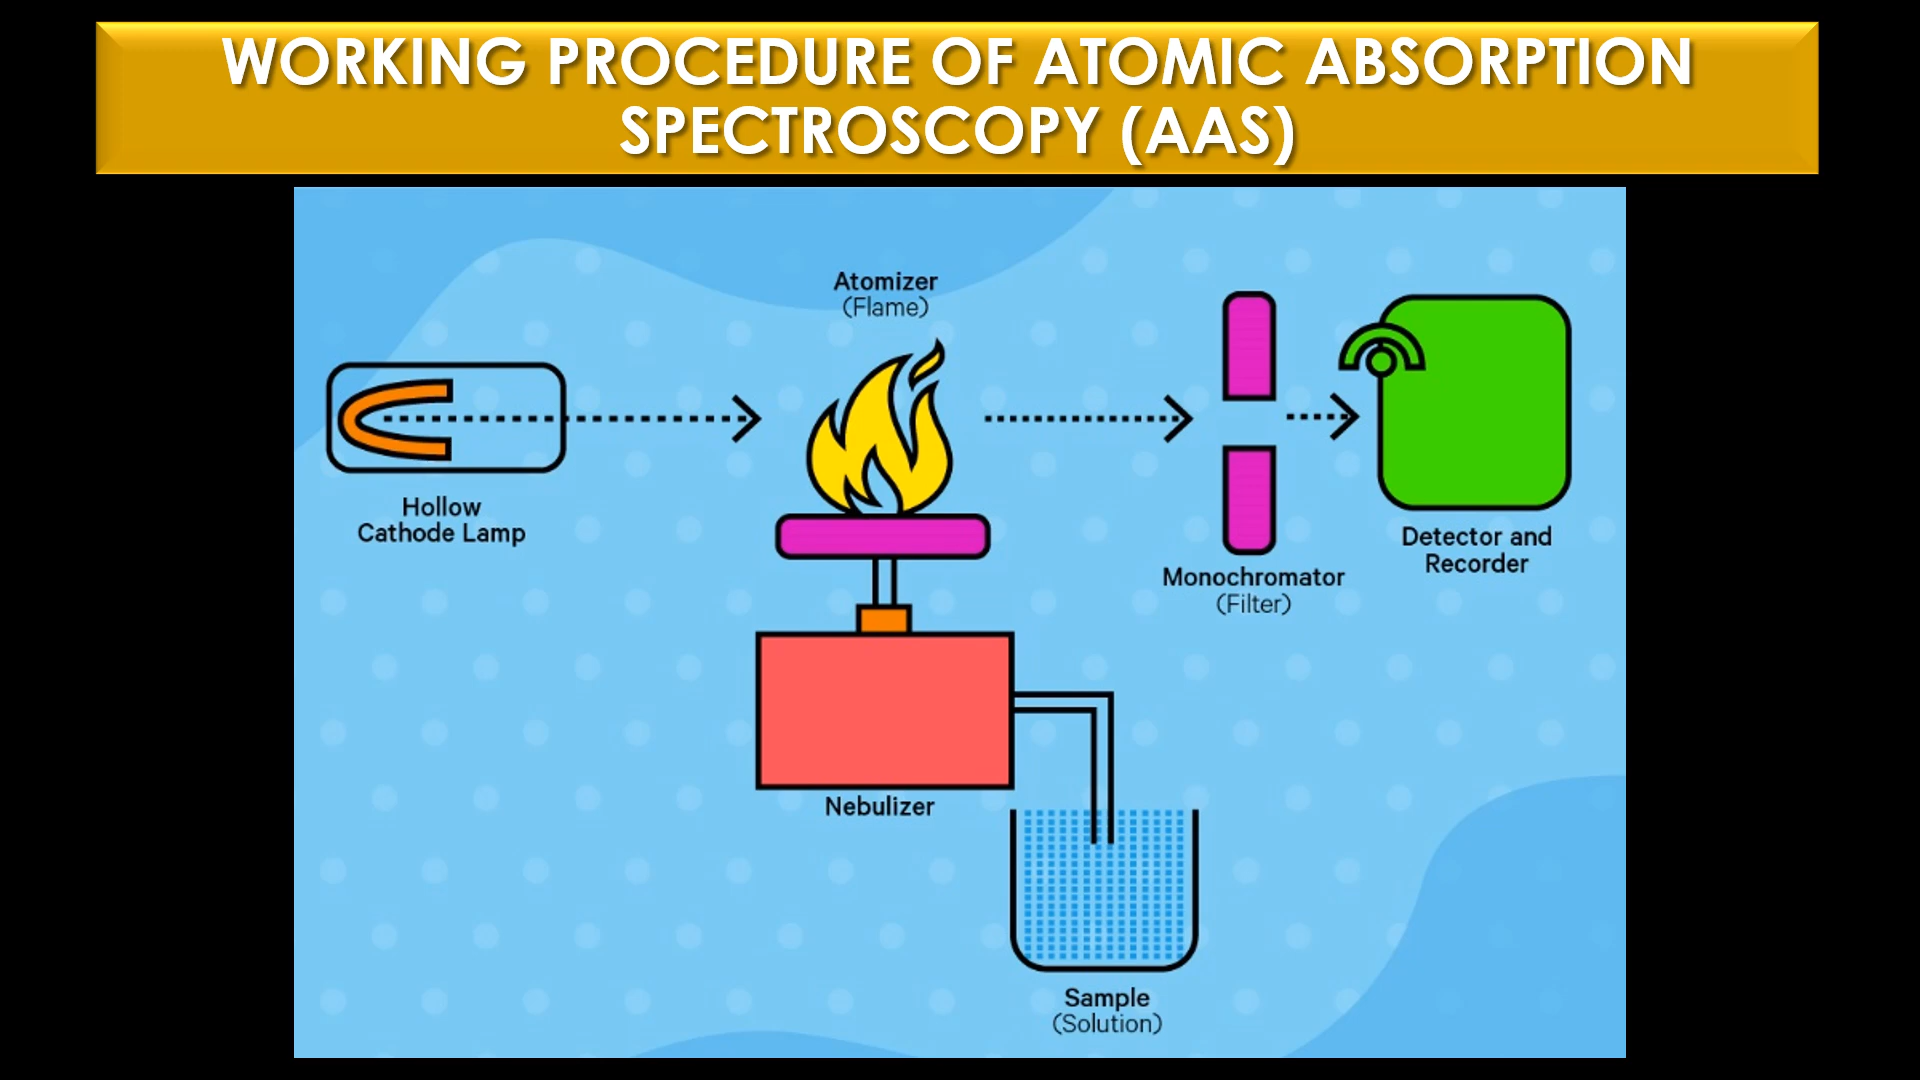 WORKING PROCEDURE OF ATOMIC ABSORPTION
SPECTROSCOPY (AAS)
Atomizer
(Flame)
Hollow
Cathode Lamp
Detector and
Recorder
Monochromator
(Filter)
Nebulizer
Sample
(Solution)